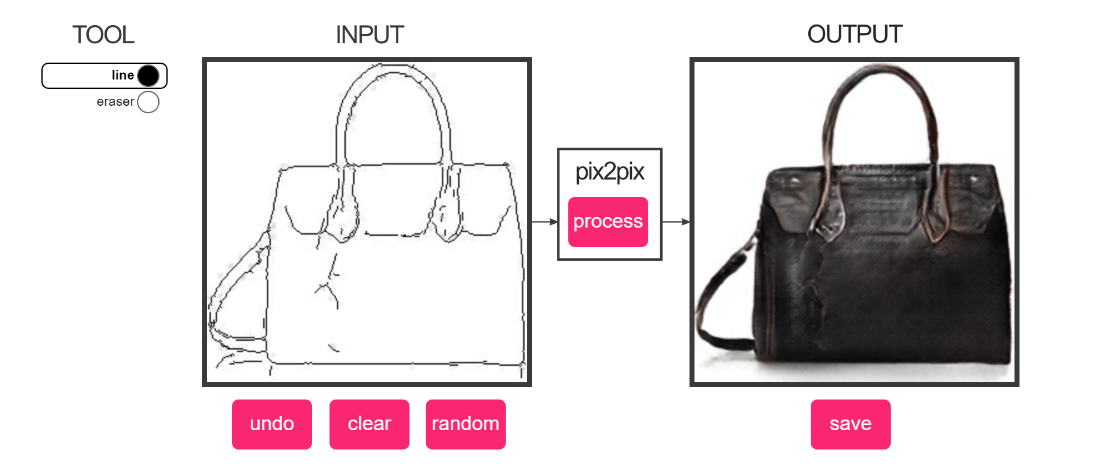 TOOL
INPUT
OUTPUT
line
eraser
pix2pix
process
undo
clear
random
save